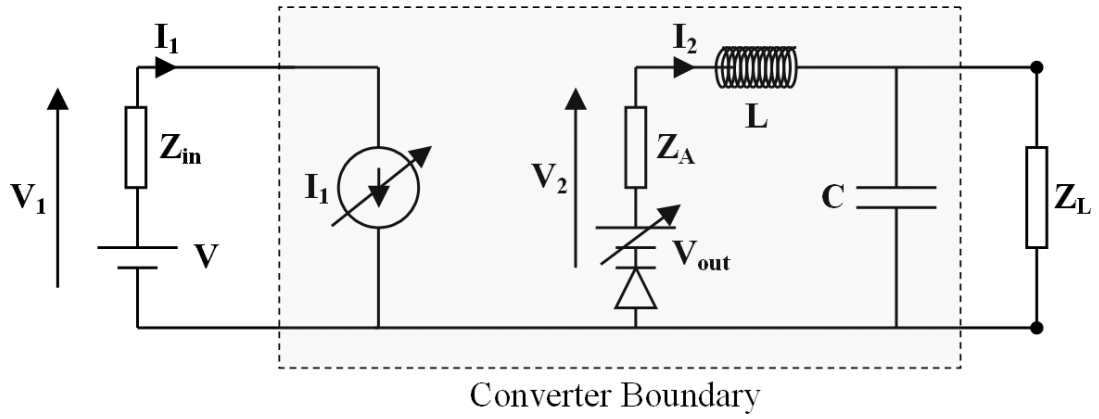 I1
Zin
V1
V
I1
I2
L
ZA
V2
Vout
C
ZL
Converter Boundary